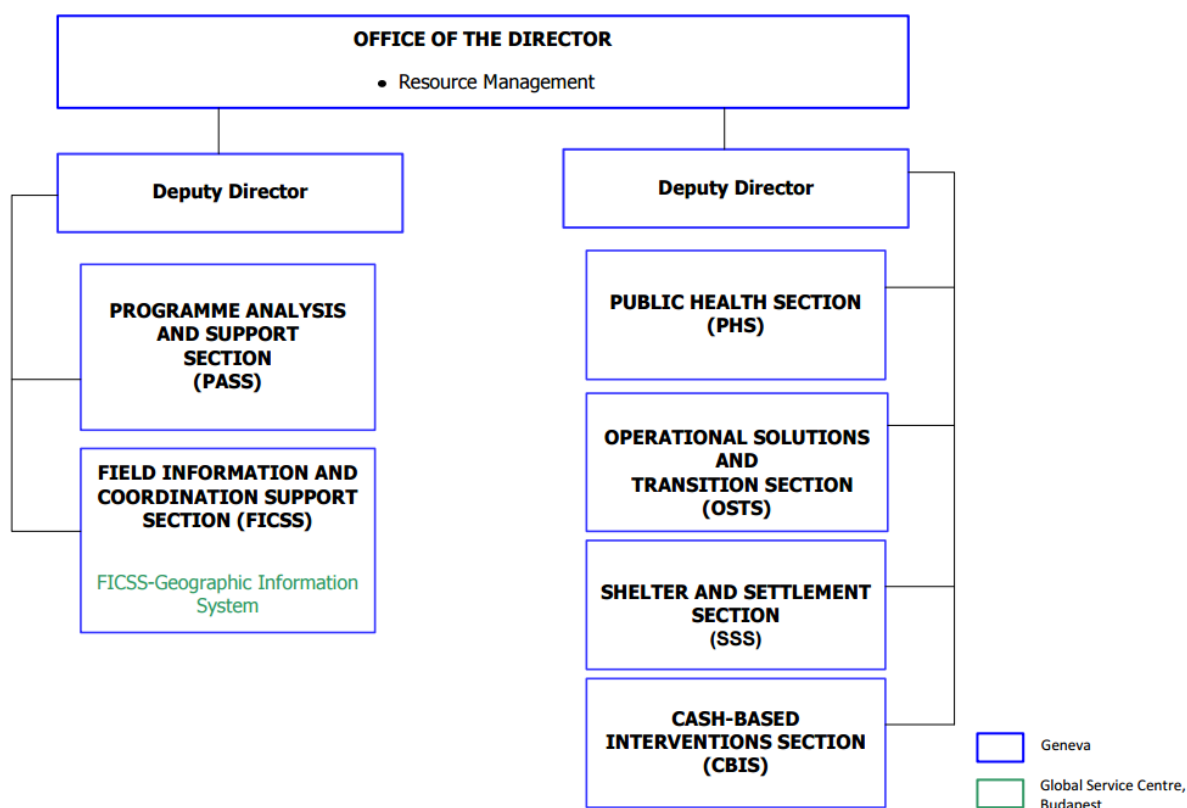 OFFICE OF THE DIRECTOR
• Resource Management
Deputy Director
PROGRAMME ANALYSIS
AND SUPPORT
SECTION
(PASS)
FIELD INFORMATION AND
COORDINATION SUPPORT
SECTION (FICSS)
FICSS-Geographic Information
System
Deputy Director
PUBLIC HEALTH SECTION
(PHS)
OPERATIONAL SOLUTIONS
AND
TRANSITION SECTION
(OSTS)
SHELTER AND SETTLEMENT
SECTION
(SSS)
CASH-BASED
INTERVENTIONS SECTION
(CBIS)
Geneva
Global Service Centre,
Budapest